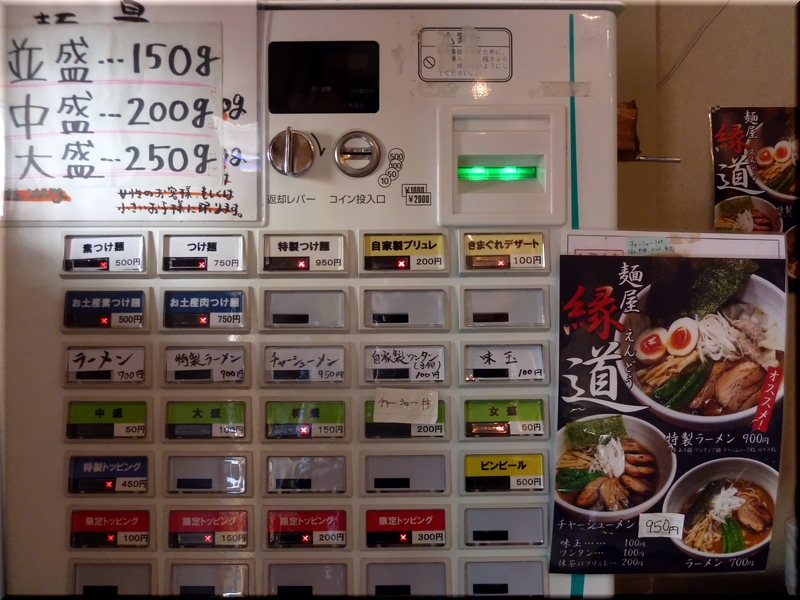 並盛…150g
中盛…200g
大盛…250g
返却レバー
コイン投入口
500
100
50
10
¥1000
¥2000
素つけ麺
500円
つけ麺
750円
特製つけ麺
950円
自家製ブリュレ
200円
きまぐれデザート
100円
お土産素つけ麺
500円
お土産肉つけ麺
750円
ラーメン
700円
特製ラーメン
900円
チャーシューメン
950円
自家製ワンタン
100円
味玉
100円
中盛
50円
大盛
100円
150円
チャーシュー丼
200円
女盛
50円
特製トッピング
450円
ビンビール
500円
限定トッピング
100円
限定トッピング
150円
限定トッピング
200円
限定トッピング
300円
麺屋
縁道
えんどう
麺屋
縁道
えんどう
オススメ!
特製ラーメン 900円
チャーシューメン 950円
味玉…… 100円
ワンタン… 100円
抹茶のブリュレ… 200円
ラーメン 700円